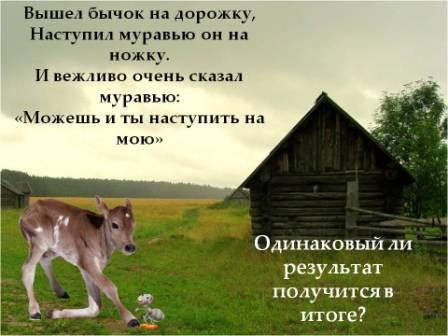 Вышел бычок на дорожку,
Наступил муравью он на
ножку.
И вежливо очень сказал
муравью:
«Можешь и ты наступить на
мою»
Одинаковый ли
результат
получится в
итоге?